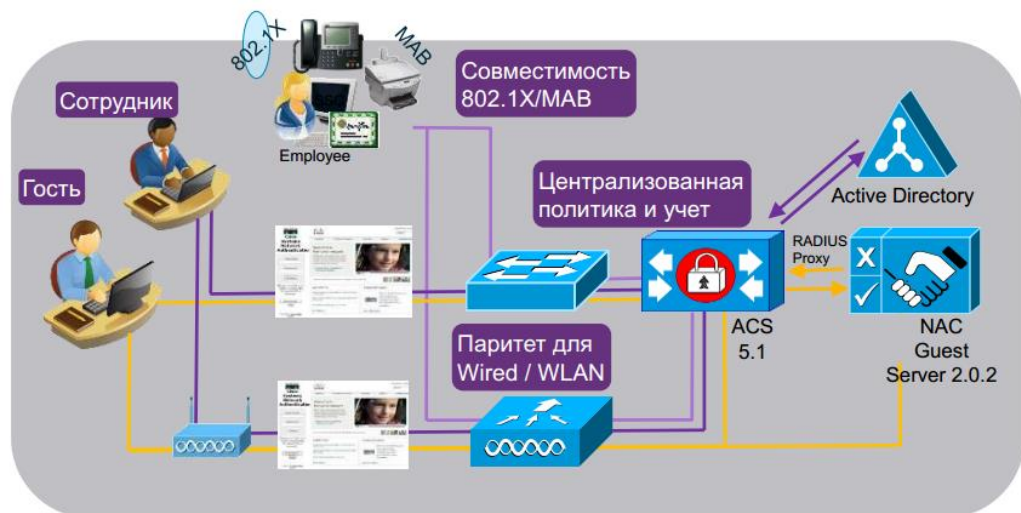 802.1X
MAB
Совместимость
802.1X/MAB
Сотрудник
Employee
Гость
Централизованная
политика и учет
Active Directory
RADIUS
Proxy
X
ACS
5.1
NAC
Guest
Server 2.0.2
Паритет для
Wired / WLAN